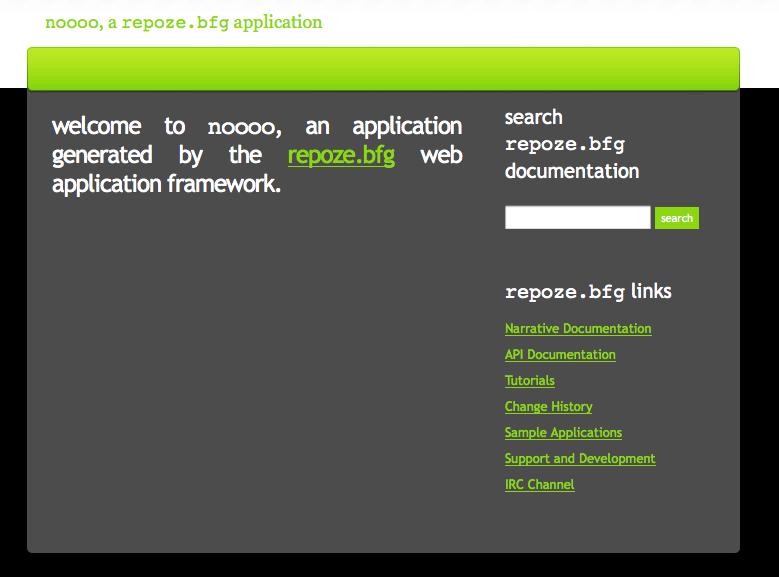 noooo, a repoze.bfg application
welcome to noooo, an application
generated by the repoze.bfg web
application framework.
search
repoze.bfg
documentation
search
repoze.bfg links
Narrative Documentation
API Documentation
Tutorials
Change History
Sample Applications
Support and Development
IRC Channel